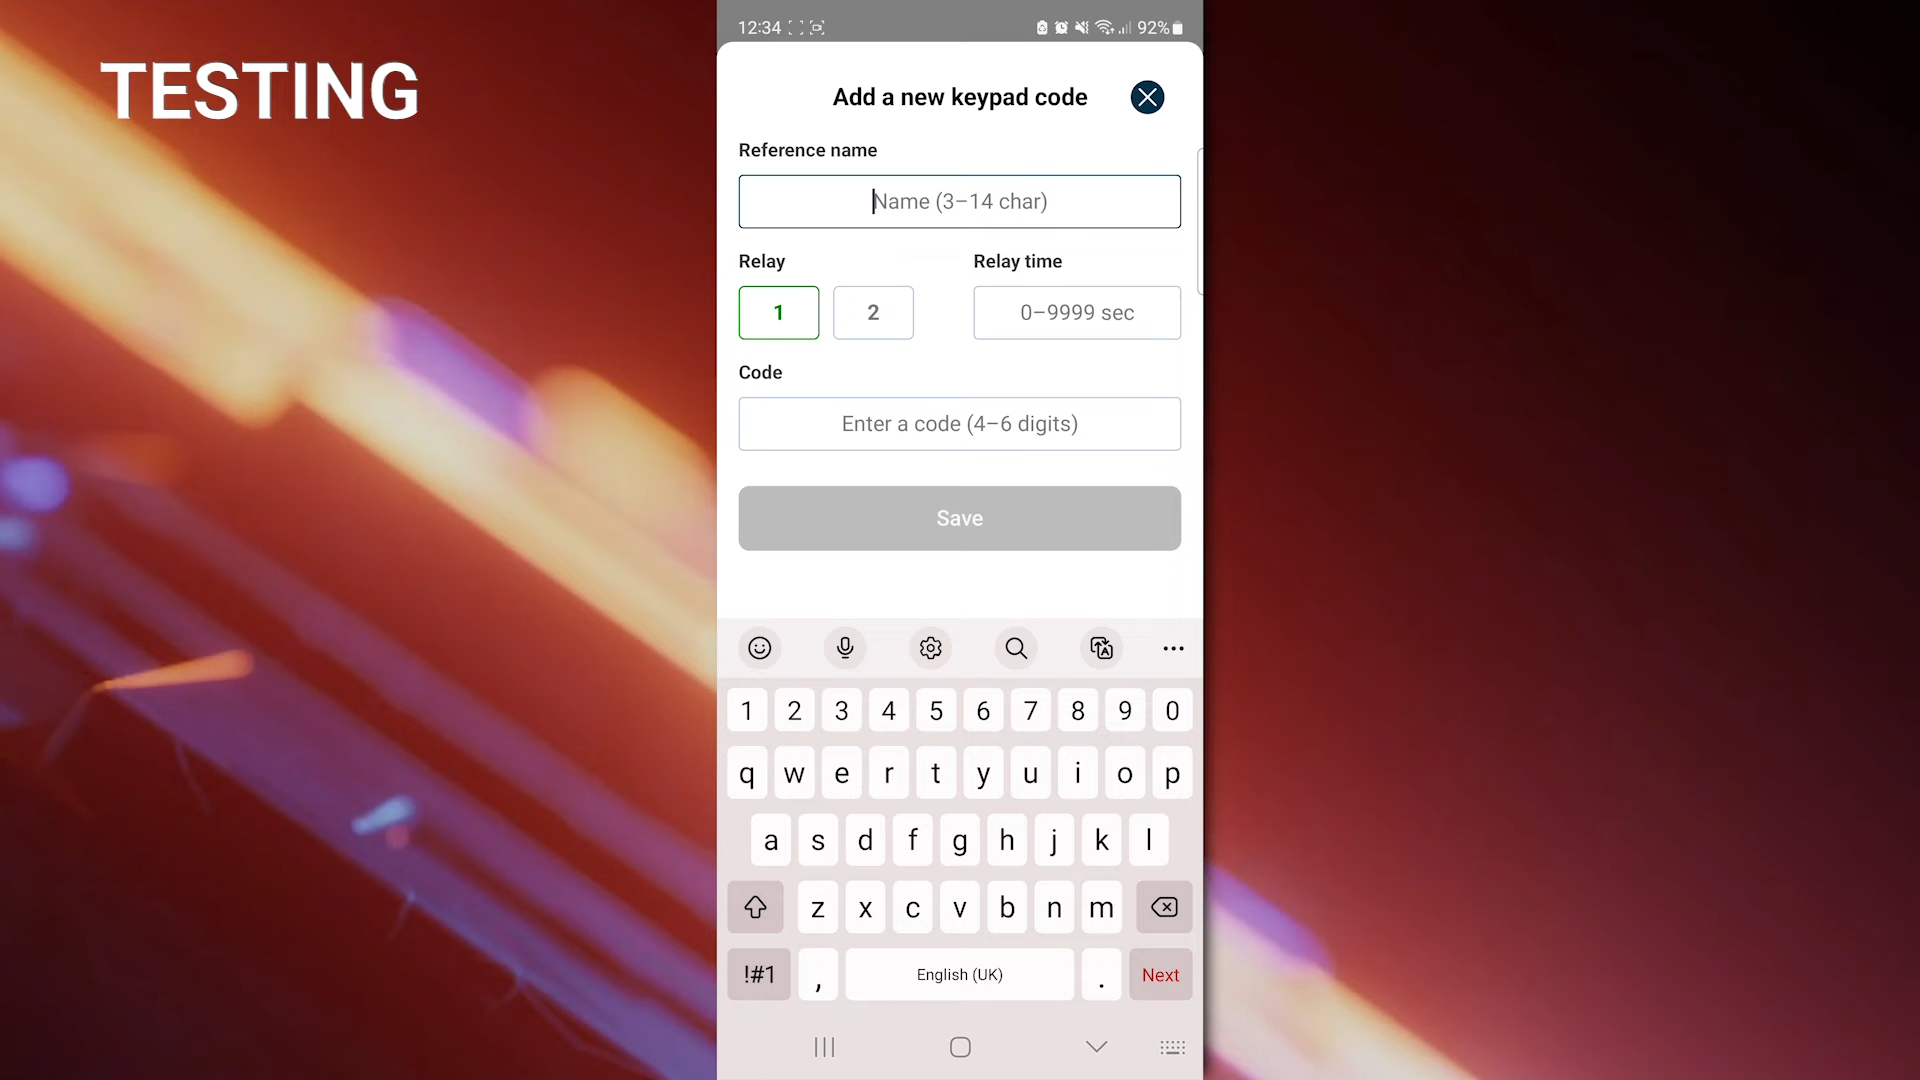 TESTING
12:34 92%
Add a new keypad code
Reference name
Name (3–14 char)
Relay Relay time
1 2 0–9999 sec
Code
Enter a code (4–6 digits)
Save
1 2 3 4 5 6 7 8 9 0
q w e r t y u i o p
a s d f g h j k l
z x c v b n m
!#1 , English (UK) . Next